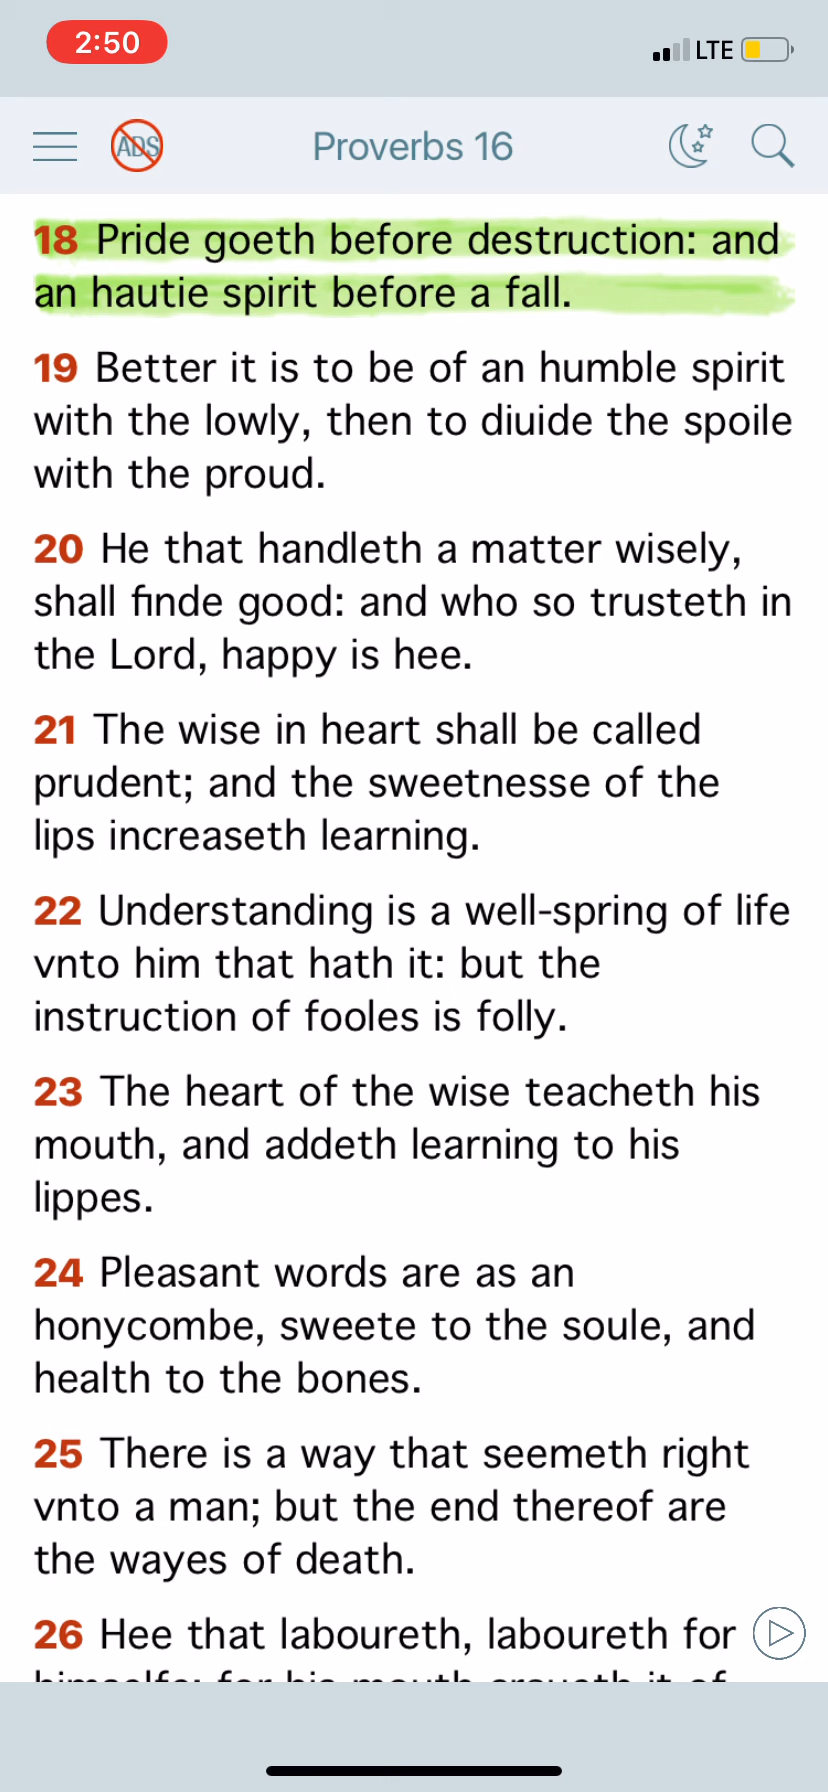 2:50
LTE
ADS
Proverbs 16
18 Pride goeth before destruction: and
an hautie spirit before a fall.
19 Better it is to be of an humble spirit
with the lowly, then to diuide the spoile
with the proud.
20 He that handleth a matter wisely,
shall finde good: and who so trusteth in
the Lord, happy is hee.
21 The wise in heart shall be called
prudent; and the sweetnesse of the
lips increaseth learning.
22 Understanding is a well-spring of life
vnto him that hath it: but the
instruction of fooles is folly.
23 The heart of the wise teacheth his
mouth, and addeth learning to his
lippes.
24 Pleasant words are as an
honycombe, sweete to the soule, and
health to the bones.
25 There is a way that seemeth right
vnto a man; but the end thereof are
the wayes of death.
26 Hee that laboureth, laboureth for
himselfe; for his mouth craueth it of